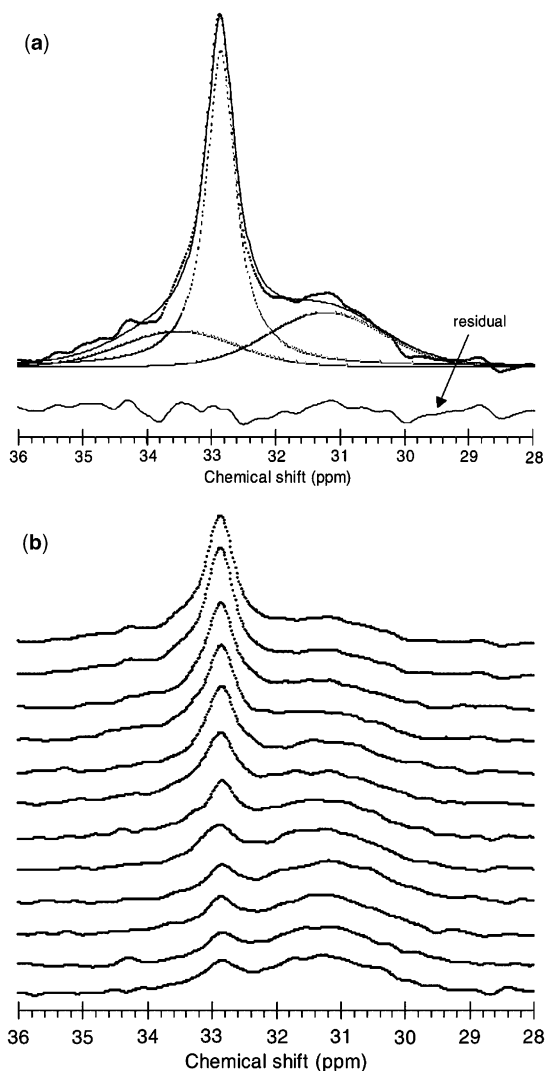 (a)
residual
36 35 34 33 32 31 30 29 28
Chemical shift (ppm)
(b)
36 35 34 33 32 31 30 29 28
Chemical shift (ppm)